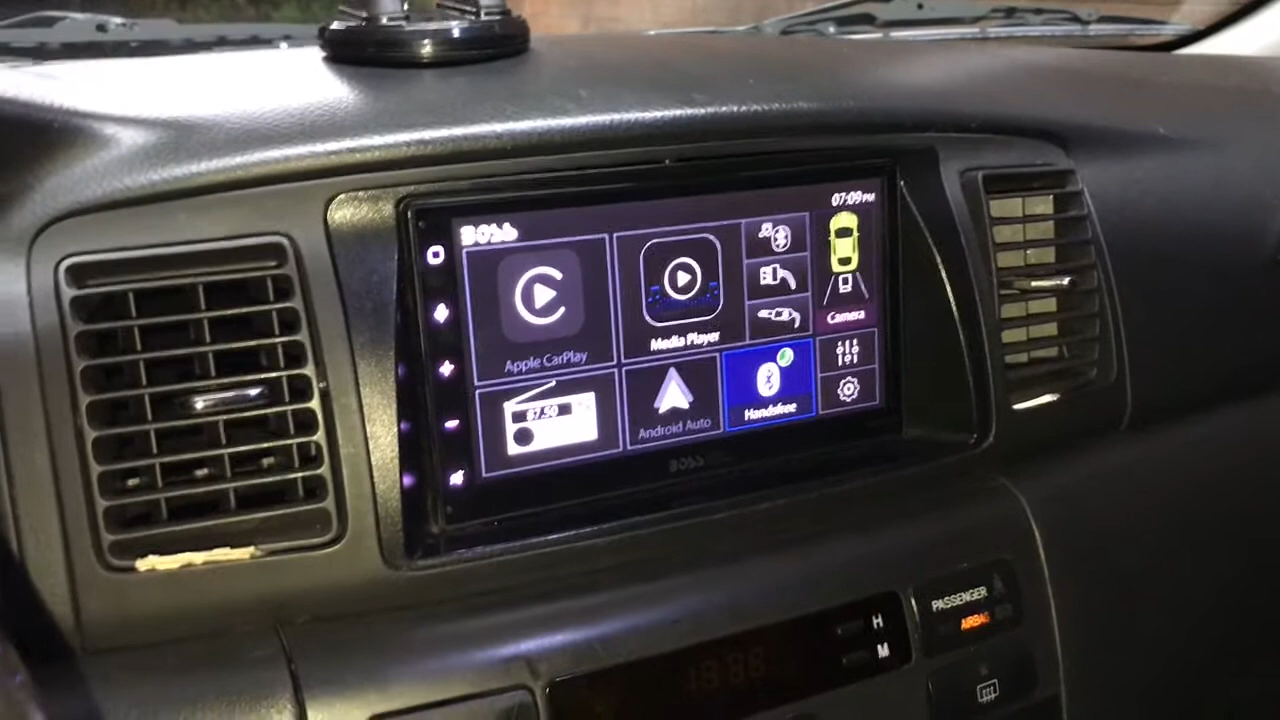 BOSS
07:09 PM
Apple CarPlay
Media Player
Camera
87.50
Android Auto
Handsfree
BOSS
H
M
PASSENGER
AIRBAG